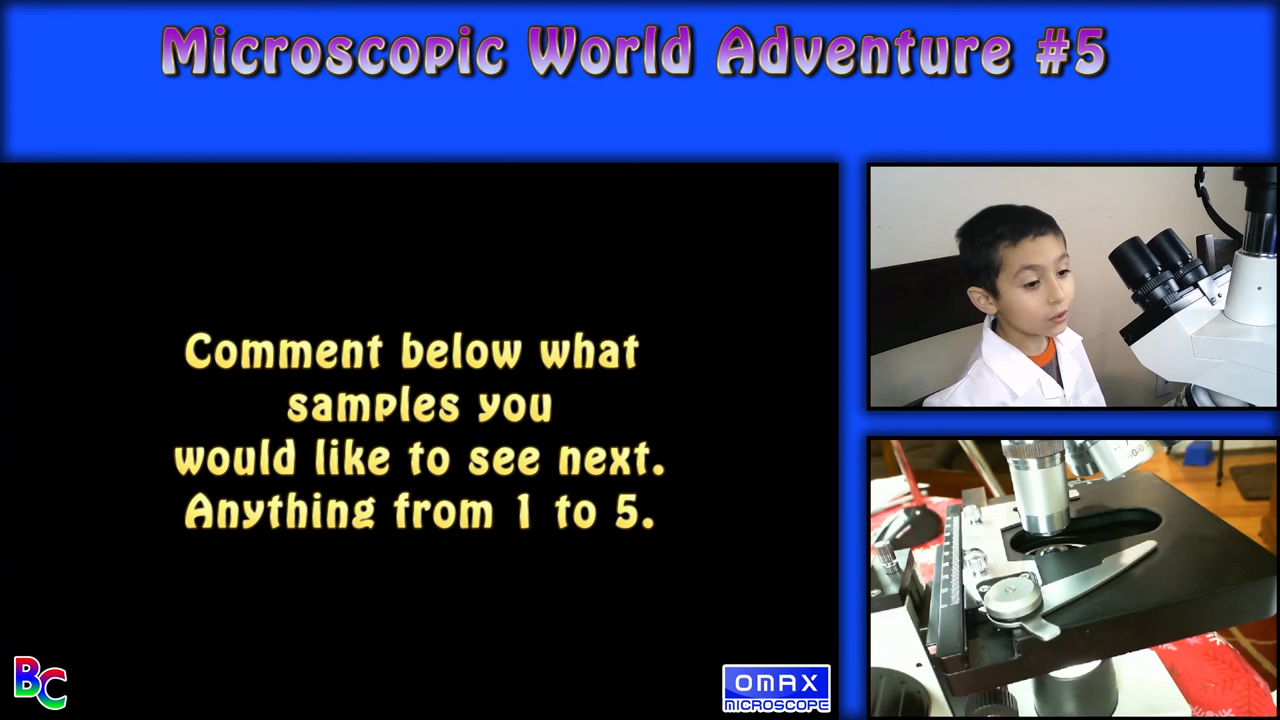 Microscopic World Adventure #5
Comment below what
samples you
would like to see next.
Anything from 1 to 5.
BC
OMAX
MICROSCOPE